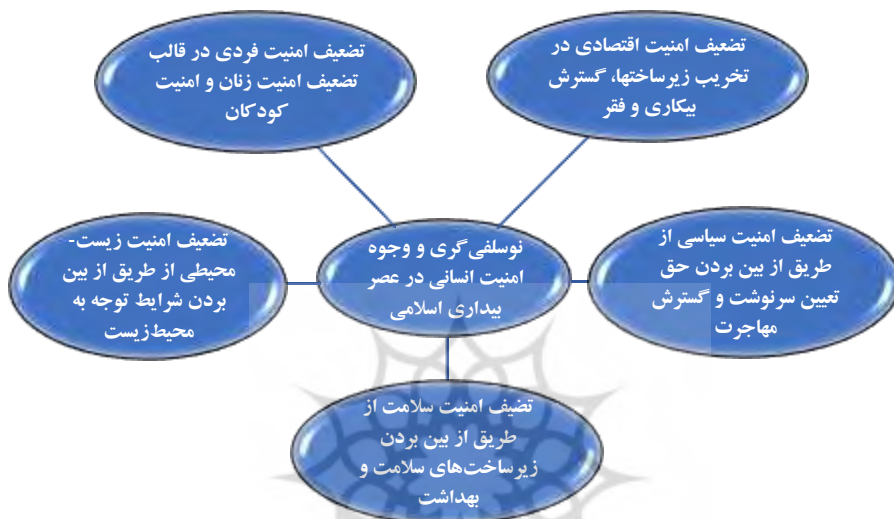 تضعیف امنیت اقتصادی در
تخریب زیرساختها، گسترش
بیکاری و فقر
تضعیف امنیت فردی در قالب
تضعیف امنیت زنان و امنیت
کودکان
نوسلفی‌گری و وجوه
امنیت انسانی در عصر
بیداری اسلامی
تضعیف امنیت سیاسی از
طریق از بین بردن حق
تعیین سرنوشت و گسترش
مهاجرت
تضعیف امنیت زیست-
محیطی از طریق از بین
بردن شرایط توجه به
محیط‌زیست
تضیف امنیت سلامت از
طریق از بین بردن
زیرساخت‌های سلامت و
بهداشت